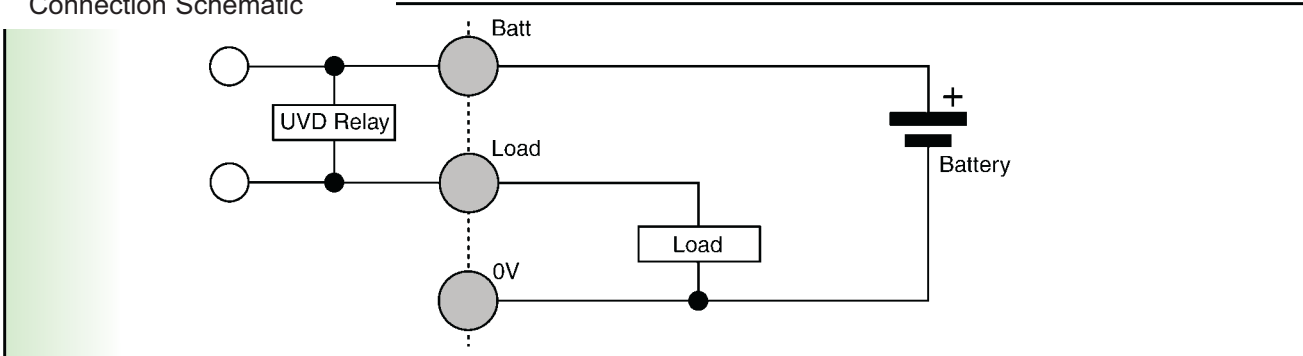 Connection Schematic
Batt
UVD Relay
+
Load
Battery
Load
0V